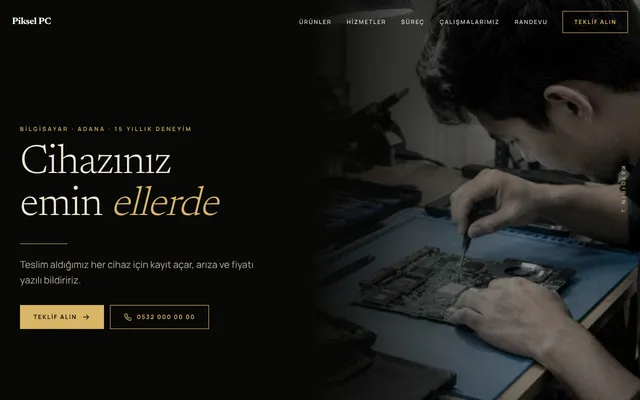 Piksel PC
ÜRÜNLER HİZMETLER SÜREÇ ÇALIŞMALARIMIZ RANDEVU TEKLİF ALIN
BİLGİSAYAR · ADANA · 15 YILLIK DENEYİM
Cihazınız
emin ellerde
Teslim aldığımız her cihaz için kayıt açar, arıza ve fiyatı
yazılı bildiririz.
TEKLİF ALIN → 0532 000 00 00